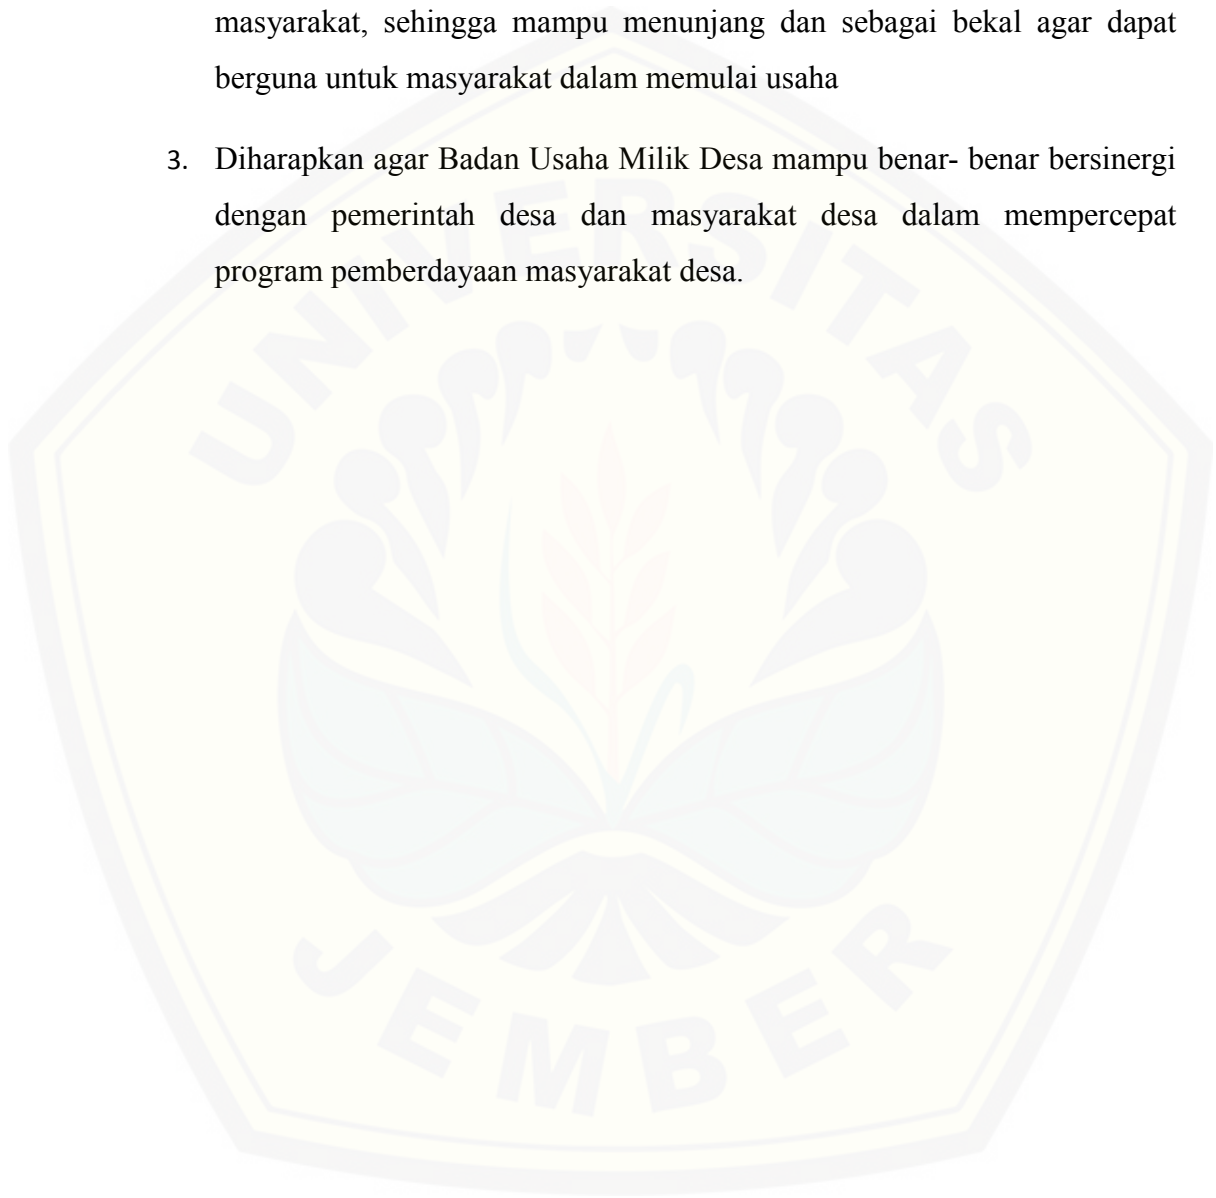 masyarakat, sehingga mampu menunjang dan sebagai bekal agar dapat
berguna untuk masyarakat dalam memulai usaha
3. Diharapkan agar Badan Usaha Milik Desa mampu benar- benar bersinergi
dengan pemerintah desa dan masyarakat desa dalam mempercepat
program pemberdayaan masyarakat desa.
UNIVERSITAS
JEMBER